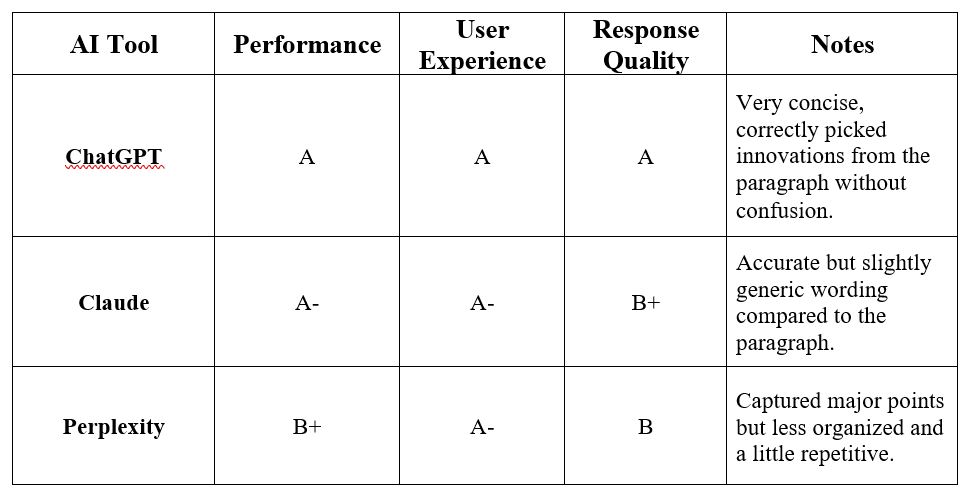 AI Tool
Performance
User
Experience
Response
Quality
Notes
ChatGPT
A
A
A
Very concise,
correctly picked
innovations from the
paragraph without
confusion.
Claude
A-
A-
B+
Accurate but slightly
generic wording
compared to the
paragraph.
Perplexity
B+
A-
B
Captured major points
but less organized and
a little repetitive.